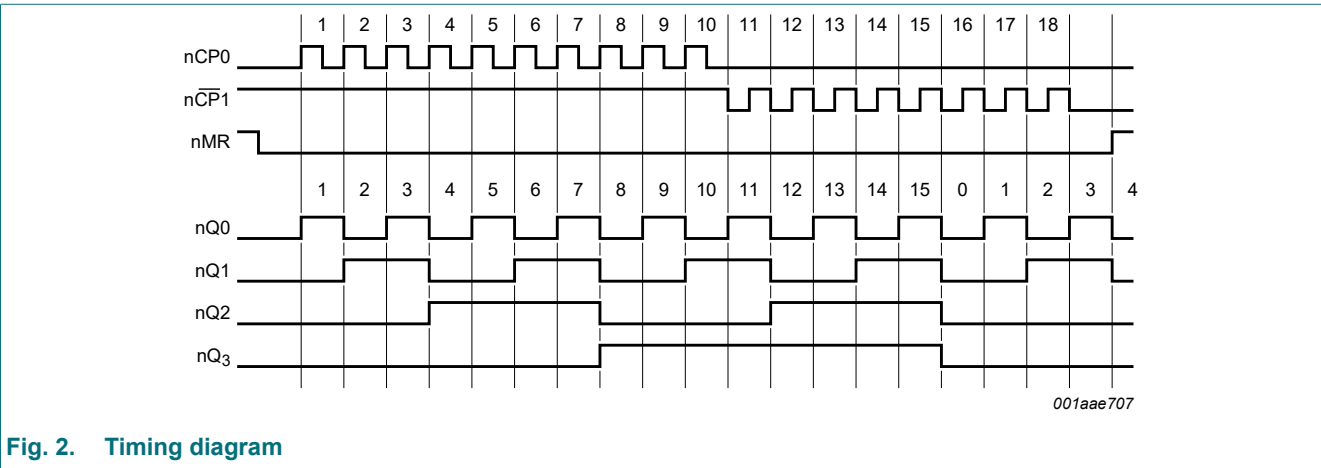 1 2 3 4 5 6 7 8 9 10 11 12 13 14 15 16 17 18
nCP0
nC̅P̅1
nMR
1 2 3 4 5 6 7 8 9 10 11 12 13 14 15 0 1 2 3 4
nQ0
nQ1
nQ2
nQ₃
001aae707
Fig. 2. Timing diagram